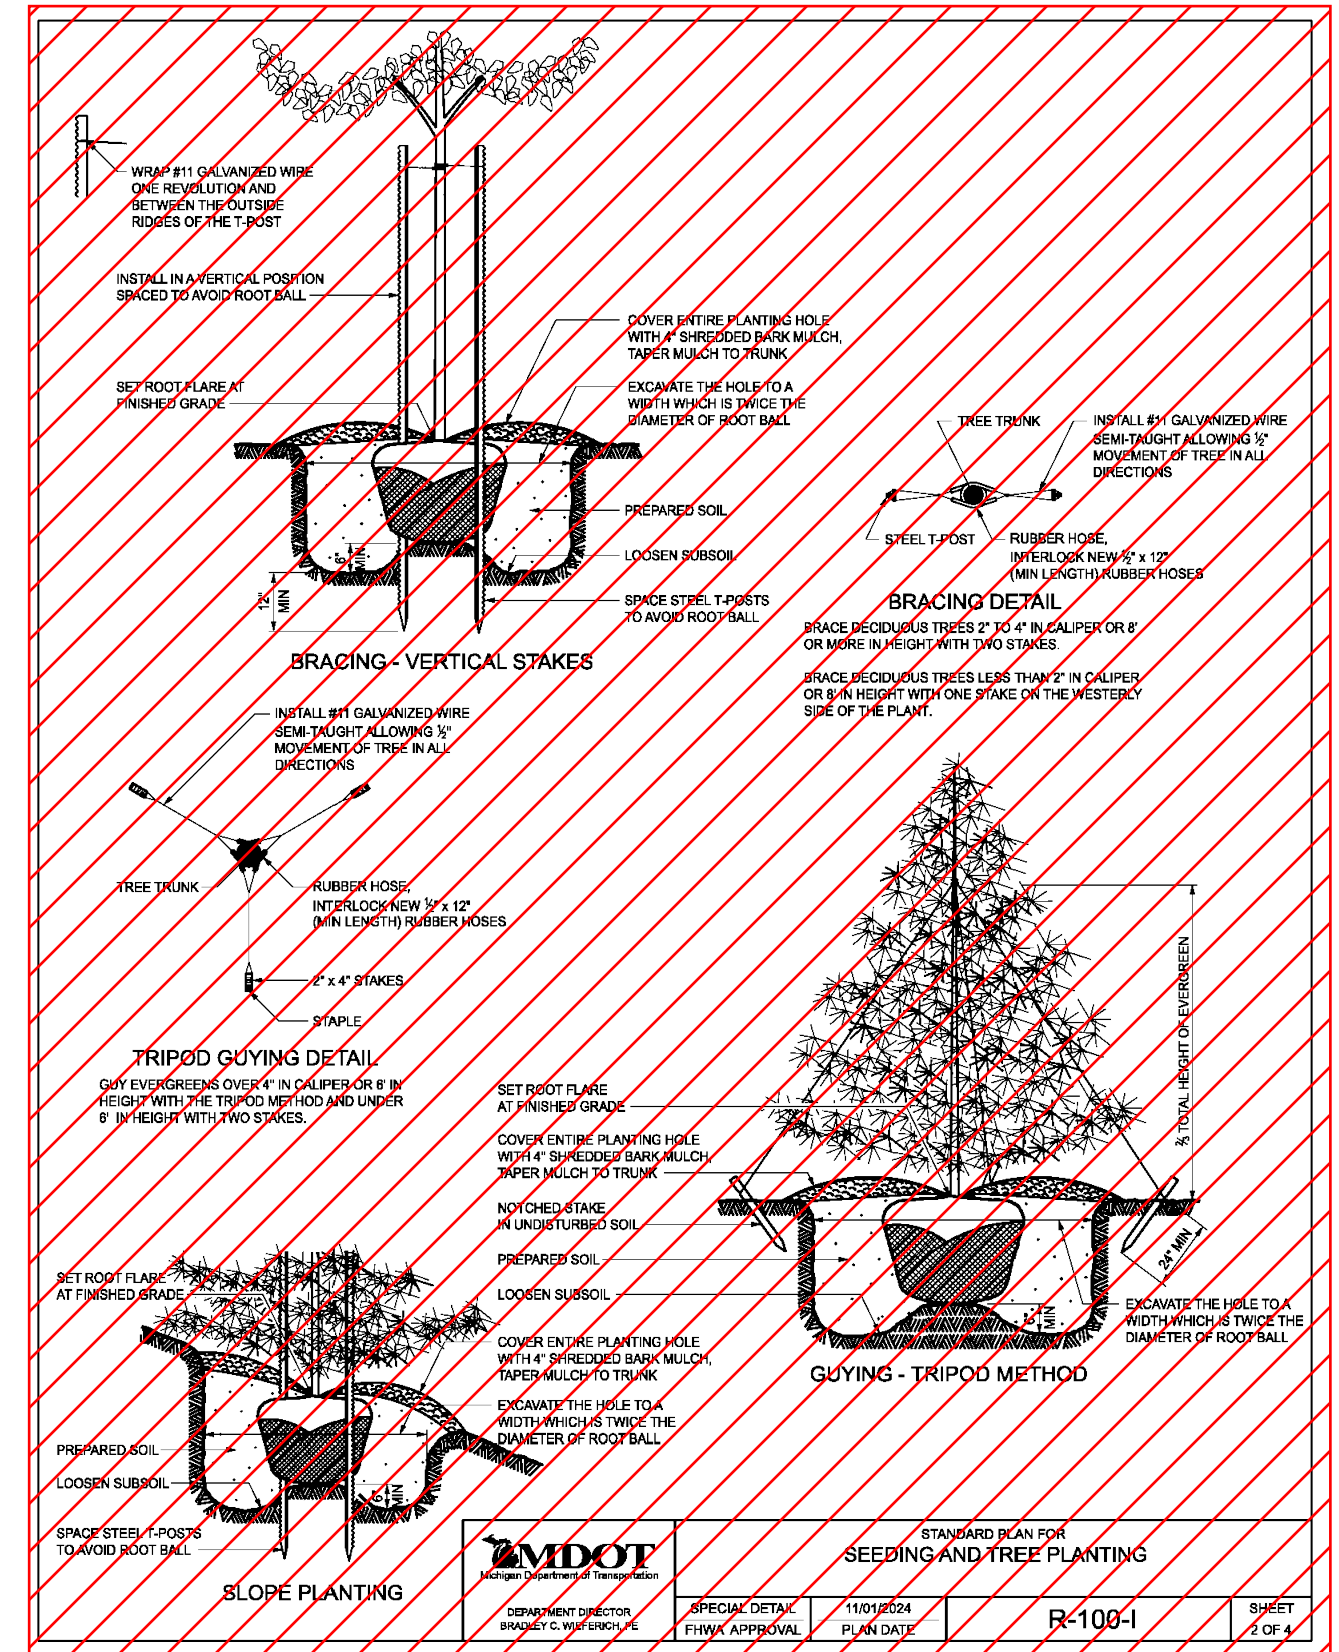 WRAP #11 GALVANIZED WIRE
ONE REVOLUTION AND
BETWEEN THE OUTSIDE
RIDGES OF THE T-POST
INSTALL IN A VERTICAL POSITION
SPACED TO AVOID ROOT BALL
COVER ENTIRE PLANTING HOLE
WITH 4" SHREDDED BARK MULCH,
TAPER MULCH TO TRUNK
SET ROOT FLARE AT
FINISHED GRADE
EXCAVATE THE HOLE TO A
WIDTH WHICH IS TWICE THE
DIAMETER OF ROOT BALL
PREPARED SOIL
LOOSEN SUBSOIL
6"
MIN
12"
MIN
SPACE STEEL T-POSTS
TO AVOID ROOT BALL
BRACING - VERTICAL STAKES
TREE TRUNK
INSTALL #11 GALVANIZED WIRE
SEMI-TAUGHT ALLOWING ½"
MOVEMENT OF TREE IN ALL
DIRECTIONS
STEEL T-POST
RUBBER HOSE,
INTERLOCK NEW ½" x 12"
(MIN LENGTH) RUBBER HOSES
BRACING DETAIL
BRACE DECIDUOUS TREES 2" TO 4" IN CALIPER OR 8'
OR MORE IN HEIGHT WITH TWO STAKES.
BRACE DECIDUOUS TREES LESS THAN 2" IN CALIPER
OR 8' IN HEIGHT WITH ONE STAKE ON THE WESTERLY
SIDE OF THE PLANT.
INSTALL #11 GALVANIZED WIRE
SEMI-TAUGHT ALLOWING ½"
MOVEMENT OF TREE IN ALL
DIRECTIONS
TREE TRUNK
RUBBER HOSE,
INTERLOCK NEW ½" x 12"
(MIN LENGTH) RUBBER HOSES
2" x 4" STAKES
STAPLE
TRIPOD GUYING DETAIL
GUY EVERGREENS OVER 4" IN CALIPER OR 6' IN
HEIGHT WITH THE TRIPOD METHOD AND UNDER
6' IN HEIGHT WITH TWO STAKES.
⅔ TOTAL HEIGHT OF EVERGREEN
SET ROOT FLARE
AT FINISHED GRADE
COVER ENTIRE PLANTING HOLE
WITH 4" SHREDDED BARK MULCH,
TAPER MULCH TO TRUNK
NOTCHED STAKE
IN UNDISTURBED SOIL
PREPARED SOIL
LOOSEN SUBSOIL
24" MIN
6"
MIN
EXCAVATE THE HOLE TO A
WIDTH WHICH IS TWICE THE
DIAMETER OF ROOT BALL
GUYING - TRIPOD METHOD
SET ROOT FLARE
AT FINISHED GRADE
COVER ENTIRE PLANTING HOLE
WITH 4" SHREDDED BARK MULCH,
TAPER MULCH TO TRUNK
EXCAVATE THE HOLE TO A
WIDTH WHICH IS TWICE THE
DIAMETER OF ROOT BALL
PREPARED SOIL
LOOSEN SUBSOIL
6"
MIN
SPACE STEEL T-POSTS
TO AVOID ROOT BALL
SLOPE PLANTING
MDOT
Michigan Department of Transportation
DEPARTMENT DIRECTOR
BRADLEY C. WIEFERICH, PE
STANDARD PLAN FOR
SEEDING AND TREE PLANTING
SPECIAL DETAIL
FHWA APPROVAL
11/01/2024
PLAN DATE
R-100-I
SHEET
2 OF 4